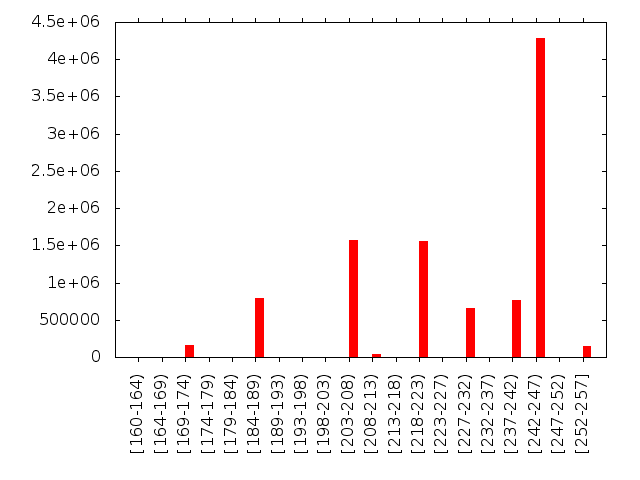 4.5e+06
4e+06
3.5e+06
3e+06
2.5e+06
2e+06
1.5e+06
1e+06
500000
0
[160-164)
[164-169)
[169-174)
[174-179)
[179-184)
[184-189)
[189-193)
[193-198)
[198-203)
[203-208)
[208-213)
[213-218)
[218-223)
[223-227)
[227-232)
[232-237)
[237-242)
[242-247)
[247-252)
[252-257]